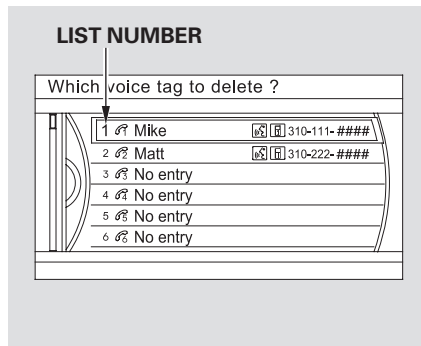 LIST NUMBER
Which voice tag to delete ?
1 Mike 310-111-####
2 Matt 310-222-####
3 No entry
4 No entry
5 No entry
6 No entry